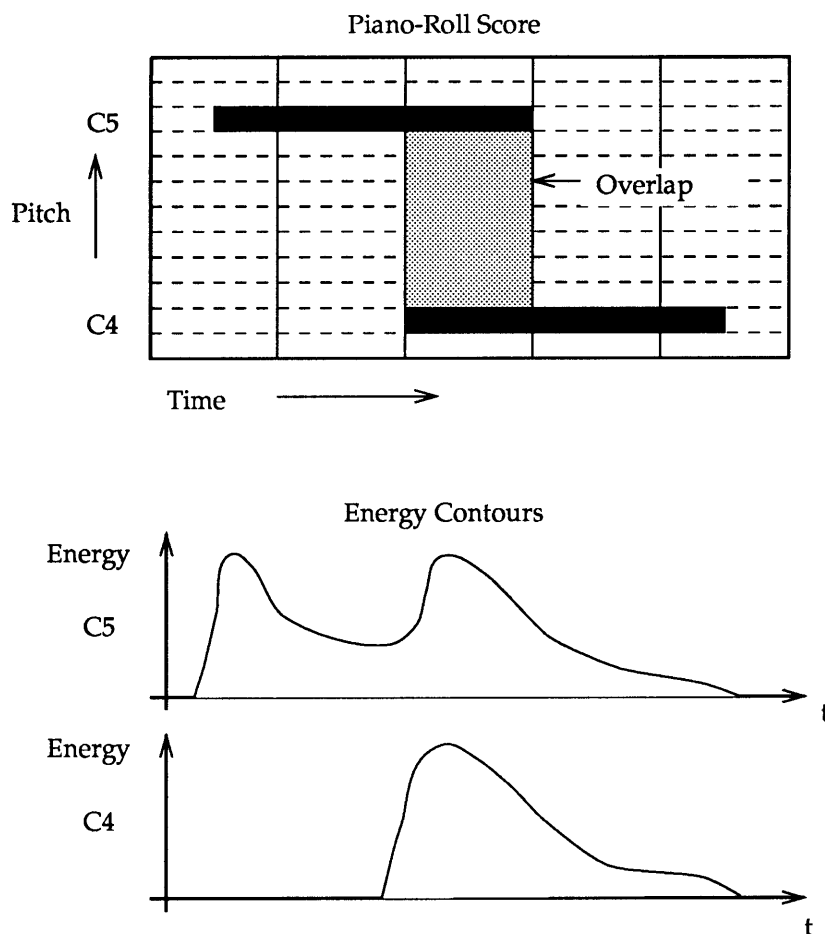 Piano-Roll Score
C5
Pitch
Overlap
C4
Time
Energy Contours
Energy
C5
t
Energy
C4
t